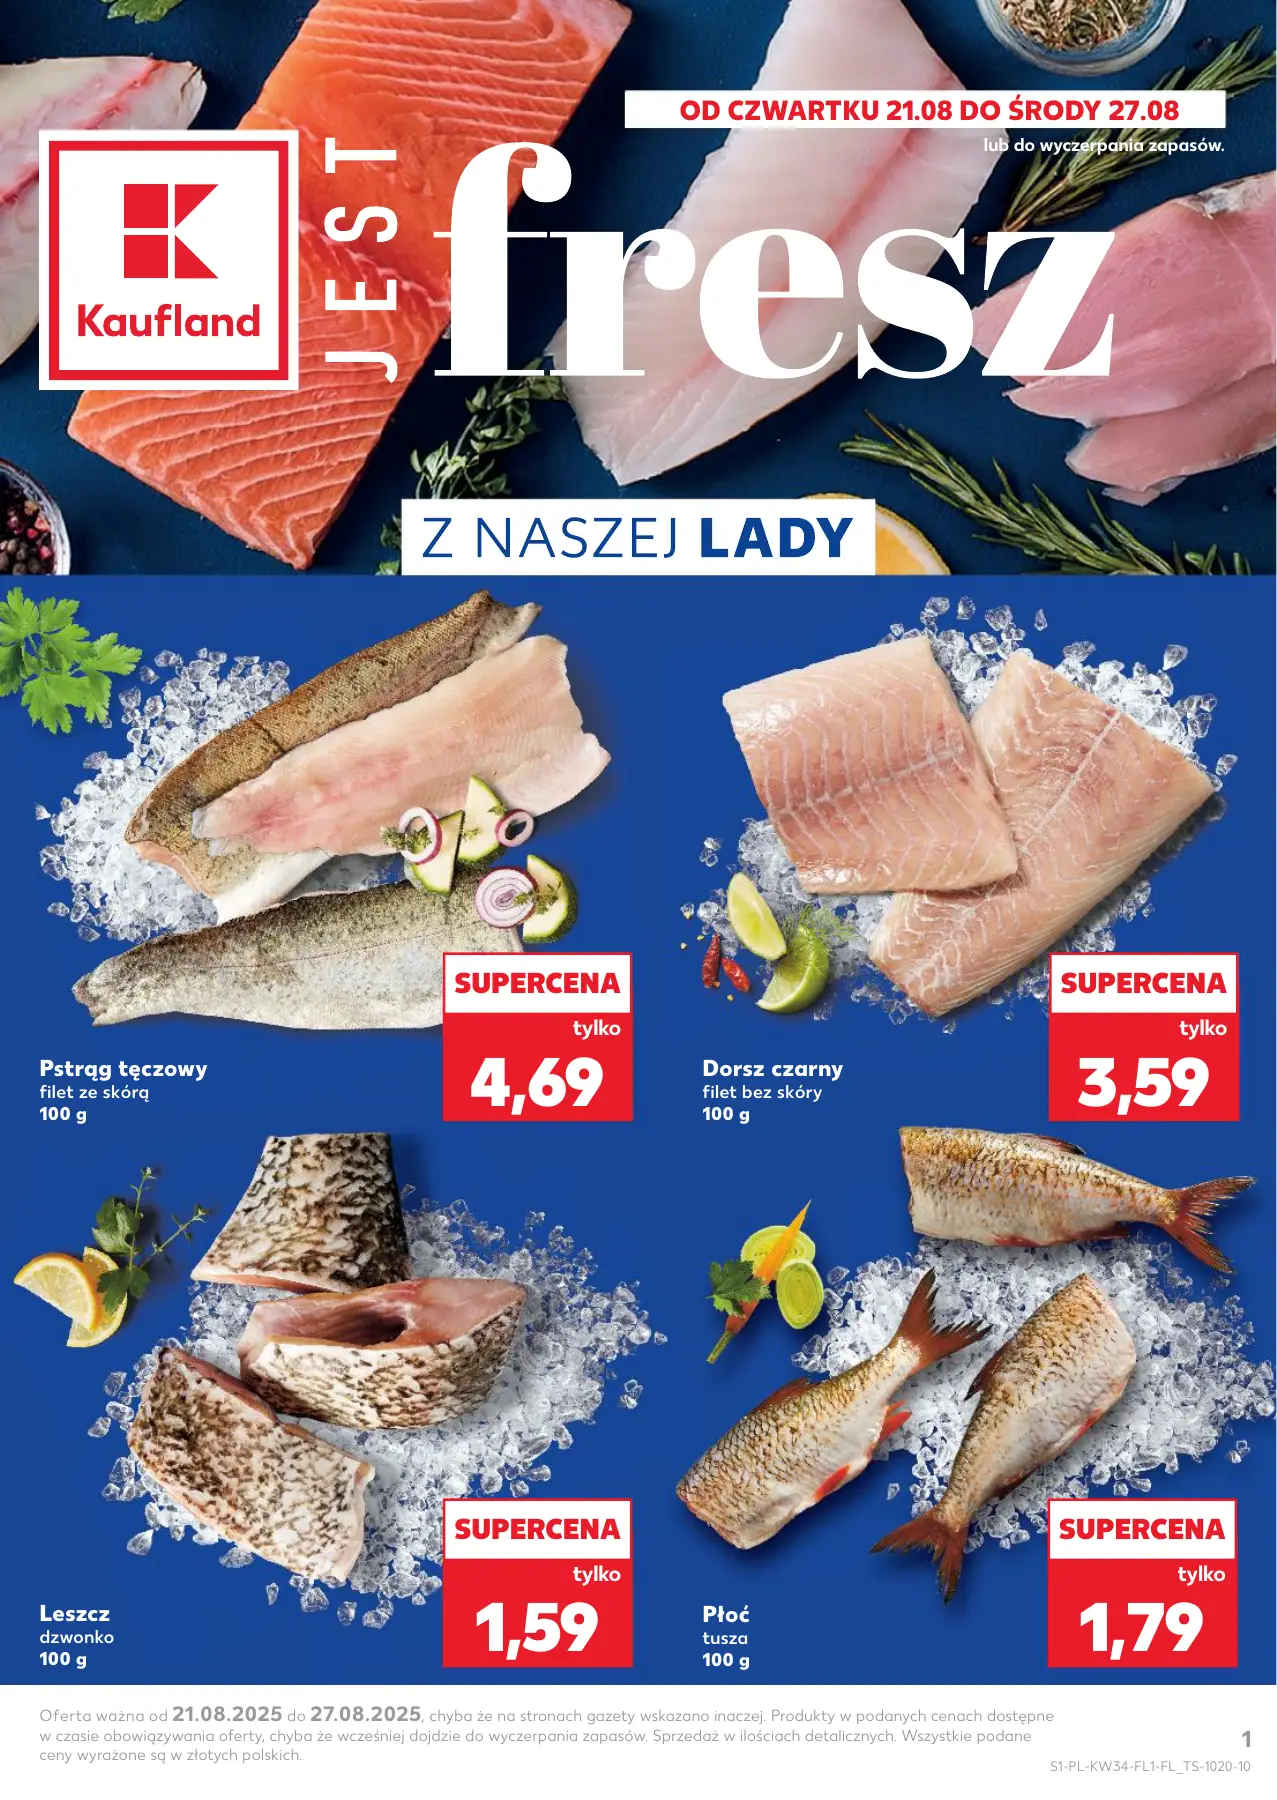 OD CZWARTKU 21.08 DO ŚRODY 27.08
lub do wyczerpania zapasów.
Kaufland
JEST
fresz
Z NASZEJ LADY
SUPERCENA
tylko
4,69
Pstrąg tęczowy
filet ze skórą
100 g
SUPERCENA
tylko
3,59
Dorsz czarny
filet bez skóry
100 g
SUPERCENA
tylko
1,59
Leszcz
dzwonko
100 g
SUPERCENA
tylko
1,79
Płoć
tusza
100 g
Oferta ważna od 21.08.2025 do 27.08.2025, chyba że na stronach gazety wskazano inaczej. Produkty w podanych cenach dostępne
w czasie obowiązywania oferty, chyba że wcześniej dojdzie do wyczerpania zapasów. Sprzedaż w ilościach detalicznych. Wszystkie podane
ceny wyrażone są w złotych polskich.
1
S1-PL-KW34-FL1-FL_TS-1020-10